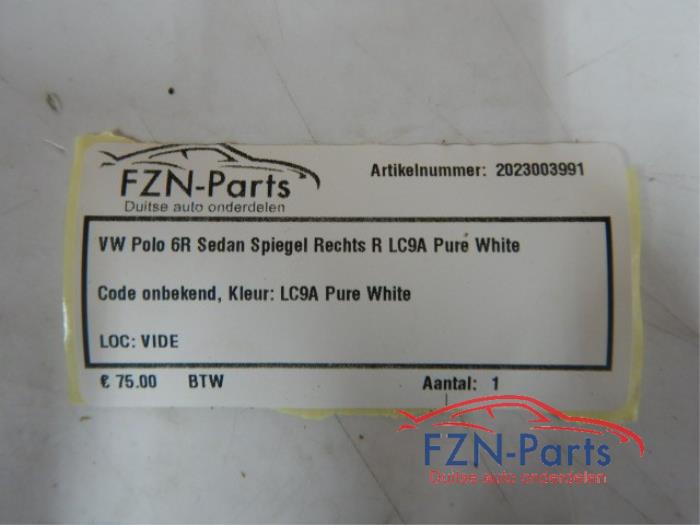 FZN-Parts
Duitse auto onderdelen
Artikelnummer: 2023003991
VW Polo 6R Sedan Spiegel Rechts R LC9A Pure White
Code onbekend, Kleur: LC9A Pure White
LOC: VIDE
€ 75.00 BTW Aantal: 1
FZN-Parts
Duitse auto onderdelen